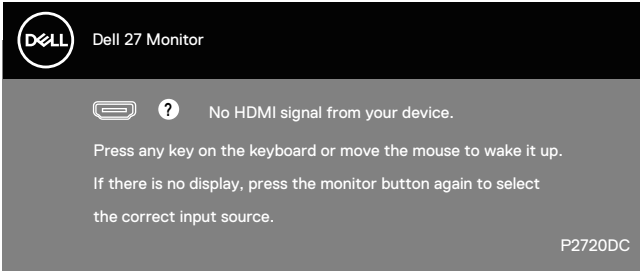 DELL
Dell 27 Monitor
? No HDMI signal from your device.
Press any key on the keyboard or move the mouse to wake it up.
If there is no display, press the monitor button again to select
the correct input source.
P2720DC